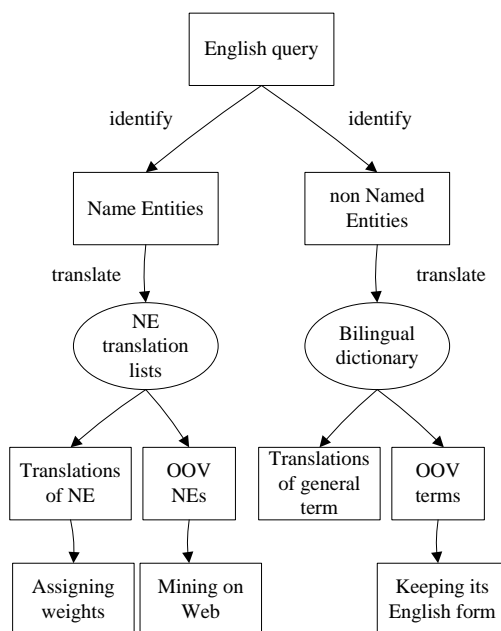 English query
identify
identify
Name Entities
non Named
Entities
translate
translate
NE
translation
lists
Bilingual
dictionary
Translations
of NE
OOV
NEs
Translations
of general
term
OOV
terms
Assigning
weights
Mining on
Web
Keeping its
English form